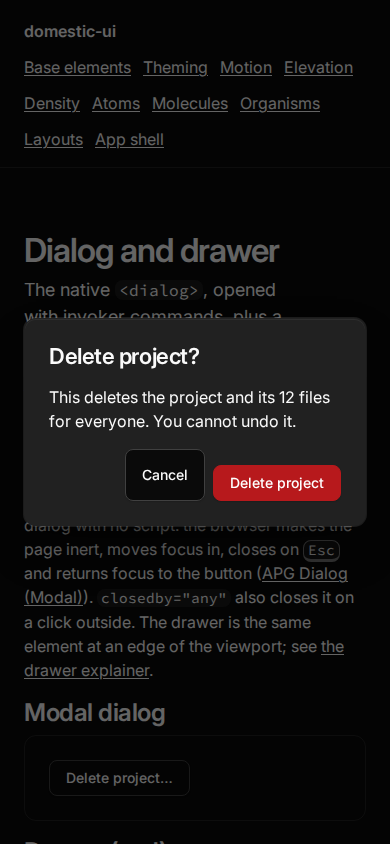 domestic-ui
Base elements Theming Motion Elevation
Density Atoms Molecules Organisms
Layouts App shell
Dialog and drawer
The native <dialog>, opened
with invoker commands, plus a
Delete project?
This deletes the project and its 12 files
for everyone. You cannot undo it.
Cancel Delete project
dialog with no script: the browser makes the
page inert, moves focus in, closes on Esc
and returns focus to the button (APG Dialog
(Modal)). closedby="any" also closes it on
a click outside. The drawer is the same
element at an edge of the viewport; see the
drawer explainer.
Modal dialog
Delete project...